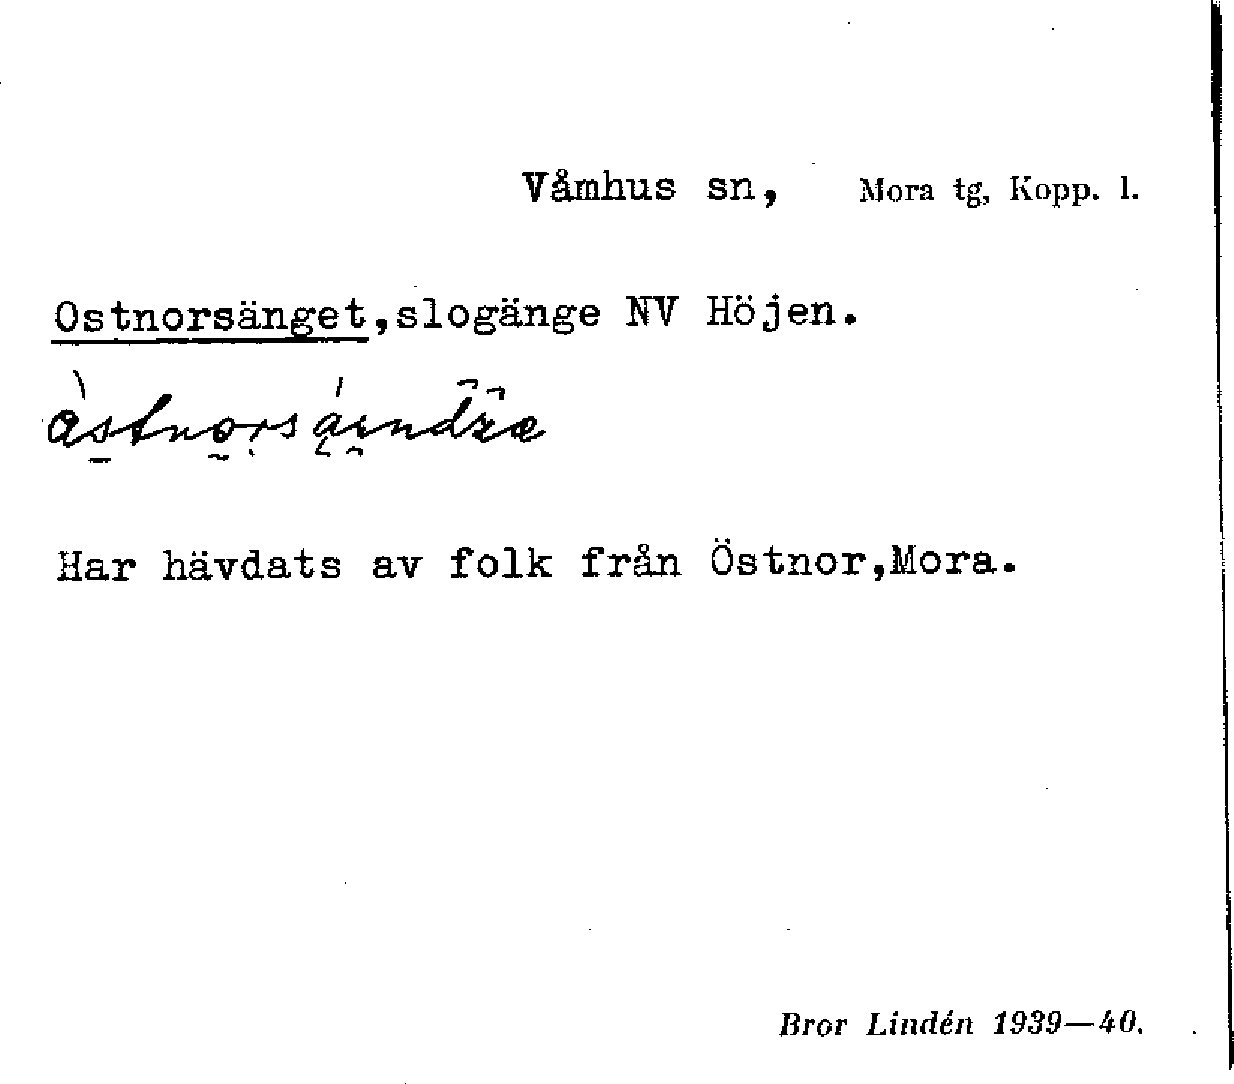 Våmhus sn, Mora tg, Kopp. l.
Ostnorsänget,slogänge NV Höjen.
Har hävdats av folk från Östnor,Mora.
Bror Lindén 1939—40.